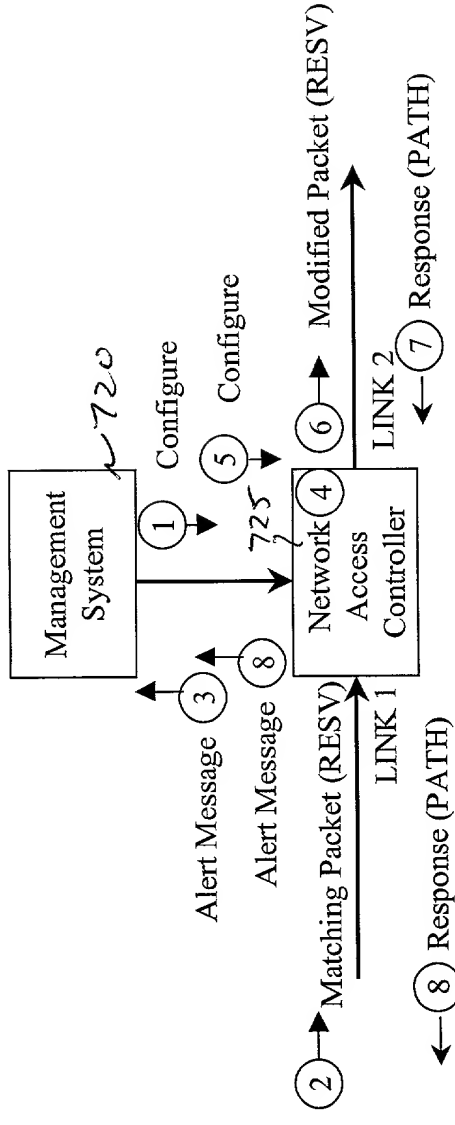 Management
System
720
1
Configure
5
Configure
3
Alert Message
8
Alert Message
725
Network
4
Access
Controller
2
Matching Packet (RESV)
LINK 1
8
Response (PATH)
6
Modified Packet (RESV)
LINK 2
7
Response (PATH)